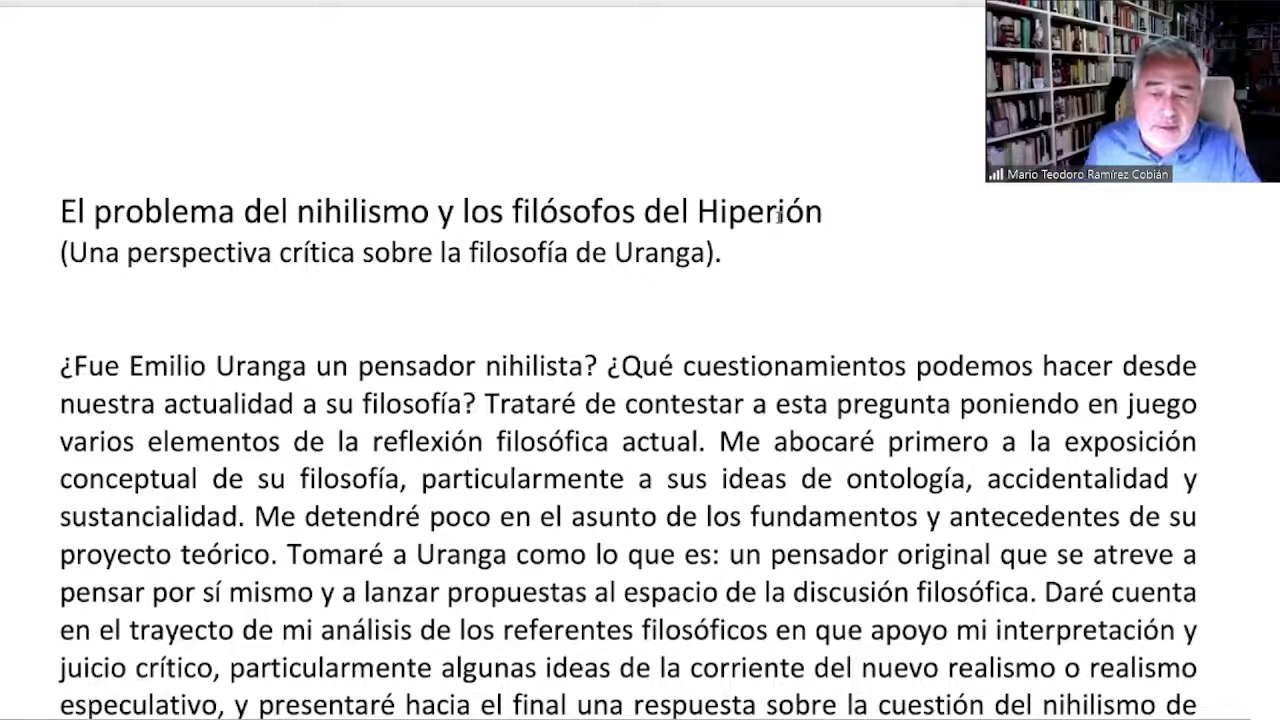 Mario Teodoro Ramírez Cobián
El problema del nihilismo y los filósofos del Hiperión
(Una perspectiva crítica sobre la filosofía de Uranga).
¿Fue Emilio Uranga un pensador nihilista? ¿Qué cuestionamientos podemos hacer desde
nuestra actualidad a su filosofía? Trataré de contestar a esta pregunta poniendo en juego
varios elementos de la reflexión filosófica actual. Me abocaré primero a la exposición
conceptual de su filosofía, particularmente a sus ideas de ontología, accidentalidad y
sustancialidad. Me detendré poco en el asunto de los fundamentos y antecedentes de su
proyecto teórico. Tomaré a Uranga como lo que es: un pensador original que se atreve a
pensar por sí mismo y a lanzar propuestas al espacio de la discusión filosófica. Daré cuenta
en el trayecto de mi análisis de los referentes filosóficos en que apoyo mi interpretación y
juicio crítico, particularmente algunas ideas de la corriente del nuevo realismo o realismo
especulativo, y presentaré hacia el final una respuesta sobre la cuestión del nihilismo de